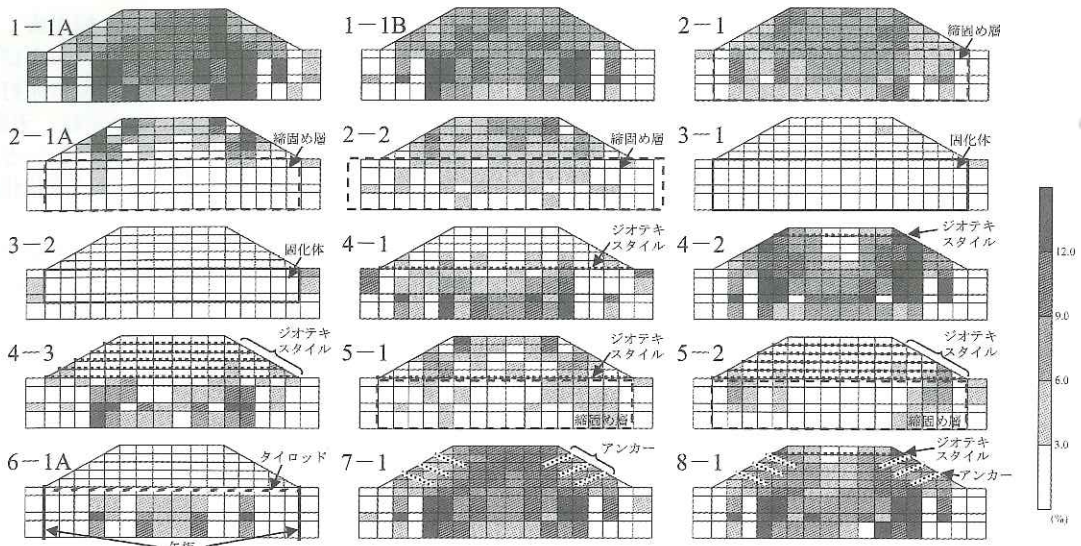 1－1A
1－1B
2－1
締固め層
2－1A
締固め層
2－2
締固め層
3－1
固化体
3－2
固化体
4－1
ジオテキ
スタイル
4－2
ジオテキ
スタイル
4－3
ジオテキ
スタイル
5－1
ジオテキ
スタイル
締固め層
5－2
ジオテキ
スタイル
締固め層
6－1A
タイロッド
7－1
アンカー
8－1
ジオテキ
スタイル
アンカー
12.0
9.0
6.0
3.0
(%)